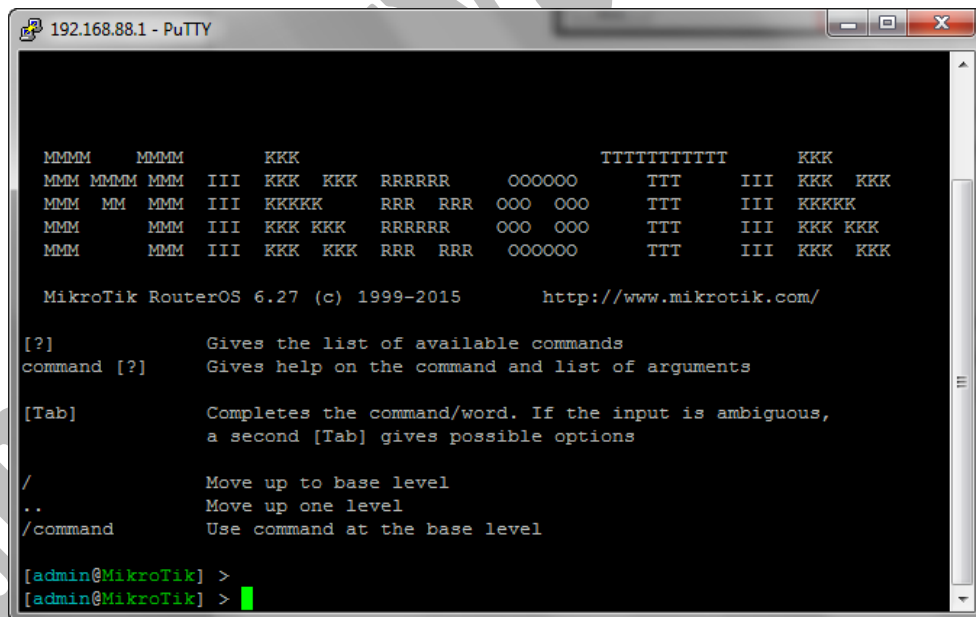 192.168.88.1 - PuTTY
MMMM      MMMM       KKK                          TTTTTTTTTTT      KKK
MMM MMMM MMM  III  KKK  KKK  RRRRRR     OOOOOO      TTT     III  KKK  KKK
MMM  MM  MMM  III  KKKKK     RRR  RRR  OOO  OOO     TTT     III  KKKKK
MMM      MMM  III  KKK KKK   RRRRRR    OOO  OOO     TTT     III  KKK KKK
MMM      MMM  III  KKK  KKK  RRR  RRR   OOOOOO      TTT     III  KKK  KKK
MikroTik RouterOS 6.27 (c) 1999-2015       http://www.mikrotik.com/
[?]             Gives the list of available commands
command [?]     Gives help on the command and list of arguments
[Tab]           Completes the command/word. If the input is ambiguous,
a second [Tab] gives possible options
/               Move up to base level
..              Move up one level
/command        Use command at the base level
[admin@MikroTik] >
[admin@MikroTik] >